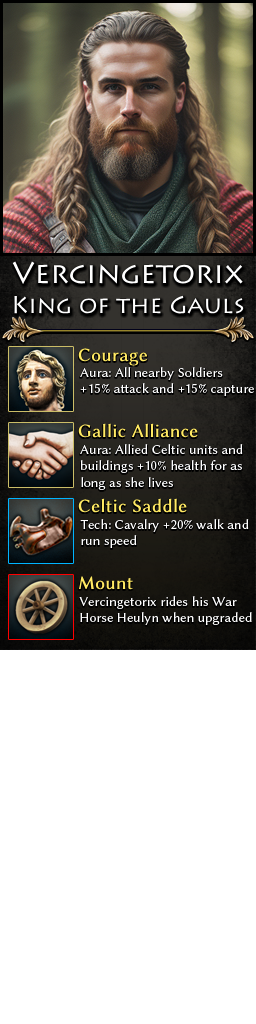 Vercingetorix
King of the Gauls
Courage
Aura: All nearby Soldiers
+15% attack and +15% capture
Gallic Alliance
Aura: Allied Celtic units and
buildings +10% health for as
long as she lives
Celtic Saddle
Tech: Cavalry +20% walk and
run speed
Mount
Vercingetorix rides his War
Horse Heulyn when upgraded